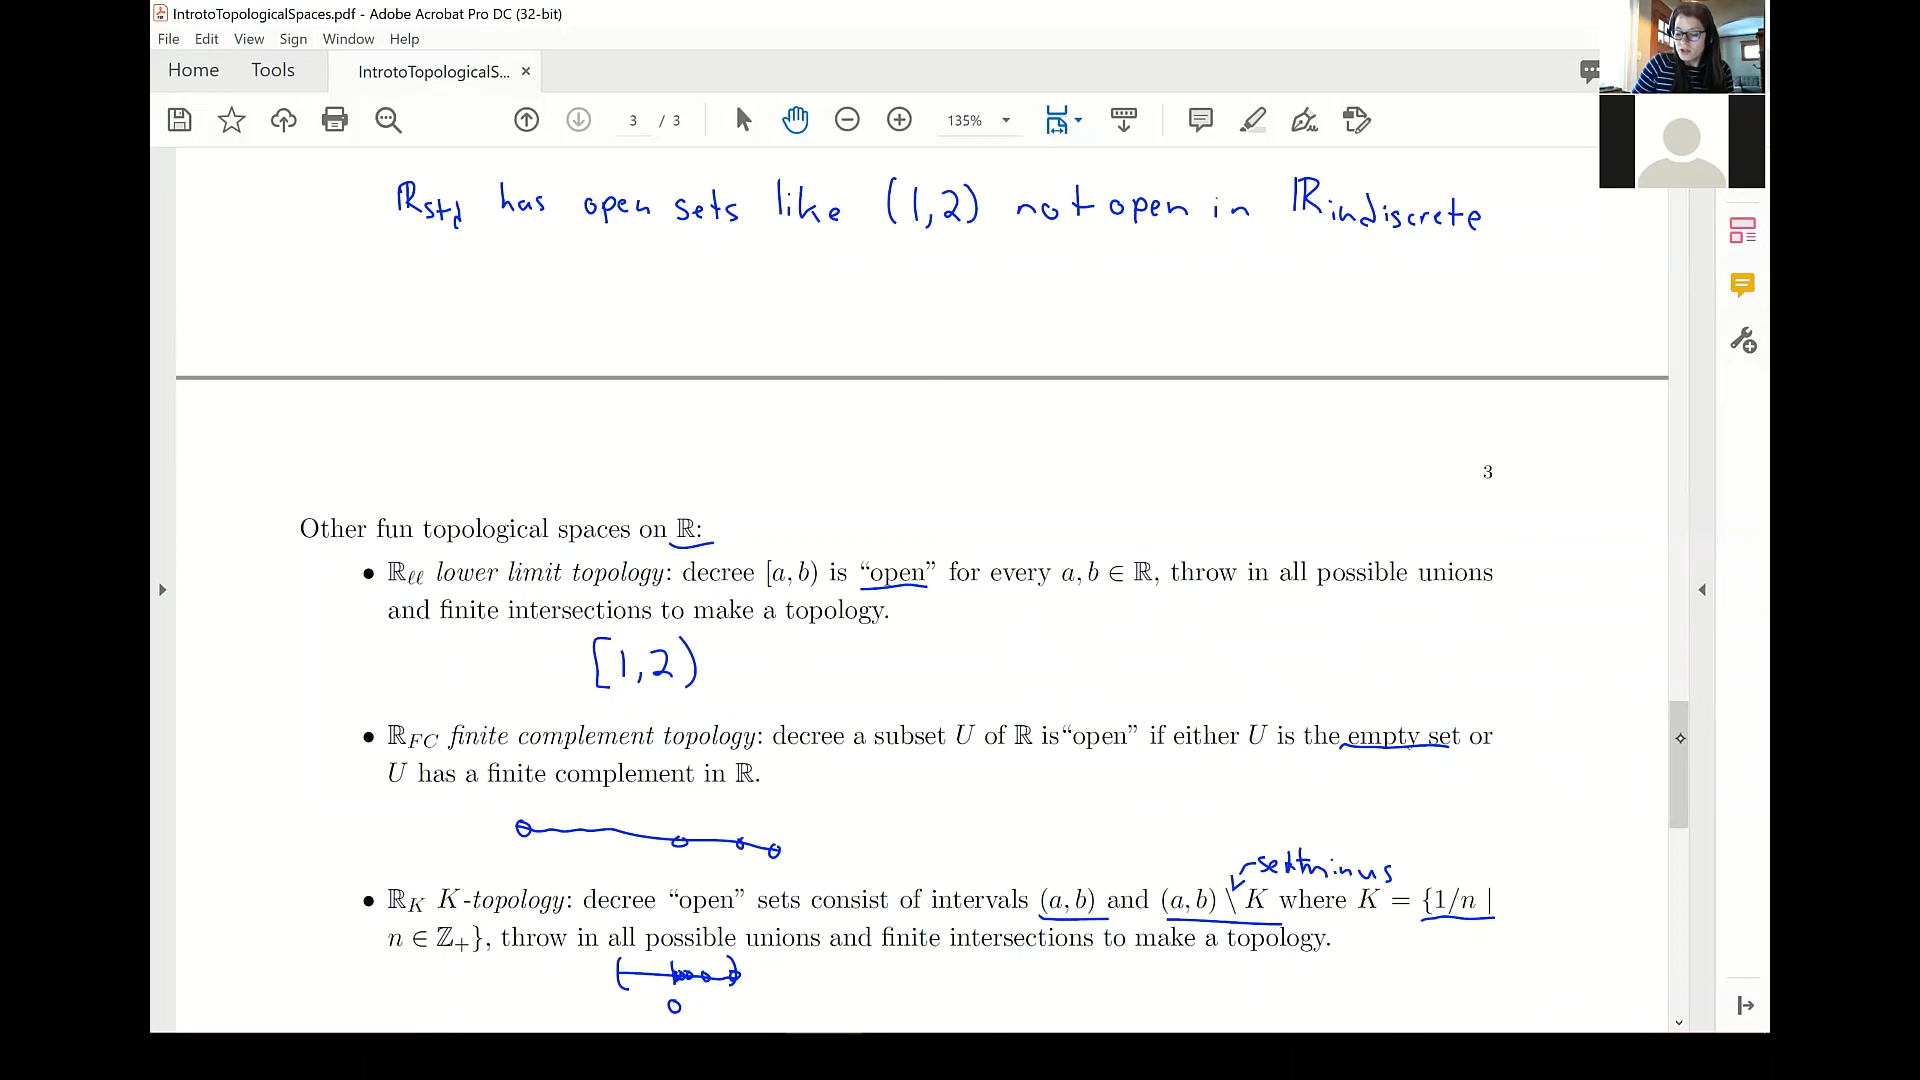 IntrotoTopologicalSpaces.pdf - Adobe Acrobat Pro DC (32-bit)
File Edit View Sign Window Help
Home Tools IntrotoTopologicalS... ×
3 / 3 135%
ℝstd has open sets like (1,2) not open in ℝindiscrete
3
Other fun topological spaces on ℝ:
• ℝℓℓ lower limit topology: decree [a, b) is “open” for every a, b ∈ ℝ, throw in all possible unions
and finite intersections to make a topology.
[1,2)
• ℝFC finite complement topology: decree a subset U of ℝ is“open” if either U is the empty set or
U has a finite complement in ℝ.
setminus
• ℝK K-topology: decree “open” sets consist of intervals (a, b) and (a, b) \ K where K = {1/n |
n ∈ ℤ+}, throw in all possible unions and finite intersections to make a topology.
0